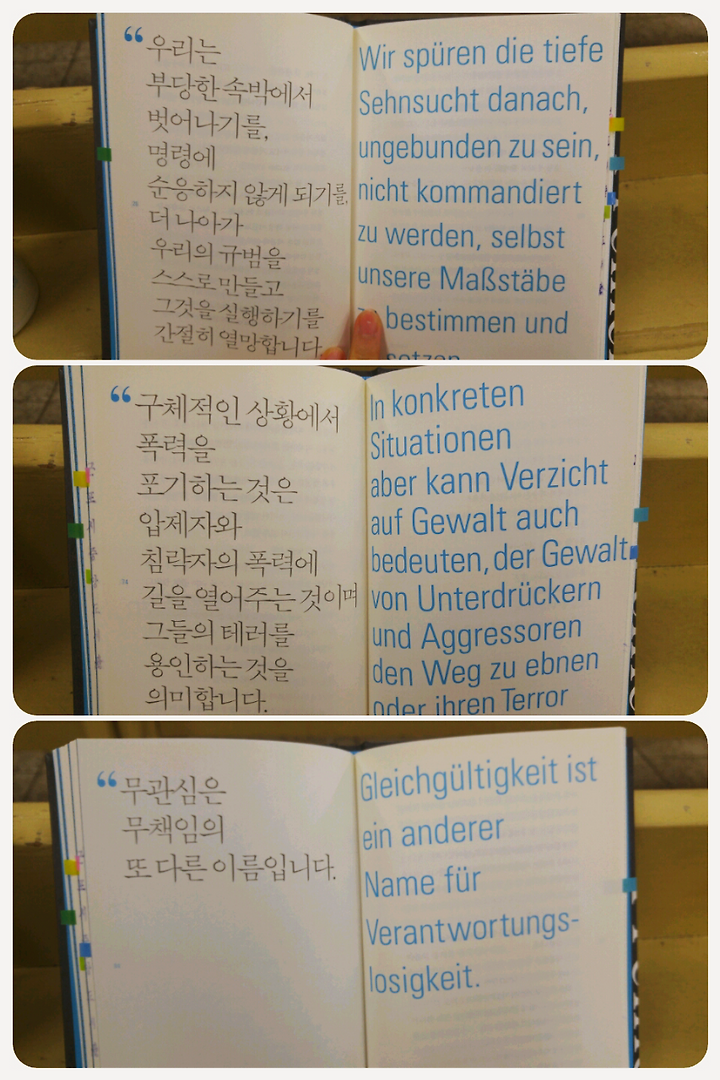 “우리는
부당한 속박에서
벗어나기를,
명령에
순응하지 않게 되기를,
더 나아가
우리의 규범을
스스로 만들고
그것을 실행하기를
간절히 열망합니다
Wir spüren die tiefe
Sehnsucht danach,
ungebunden zu sein,
nicht kommandiert
zu werden, selbst
unsere Maßstäbe
bestimmen und
setzen
“구체적인 상황에서
폭력을
포기하는 것은
압제자와
침략자의 폭력에
길을 열어주는 것이며
그들의 테러를
용인하는 것을
의미합니다.
In konkreten
Situationen
aber kann Verzicht
auf Gewalt auch
bedeuten, der Gewalt
von Unterdrückern
und Aggressoren
den Weg zu ebnen
oder ihren Terror
“무관심은
무책임의
또 다른 이름입니다.
Gleichgültigkeit ist
ein anderer
Name für
Verantwortungs-
losigkeit.